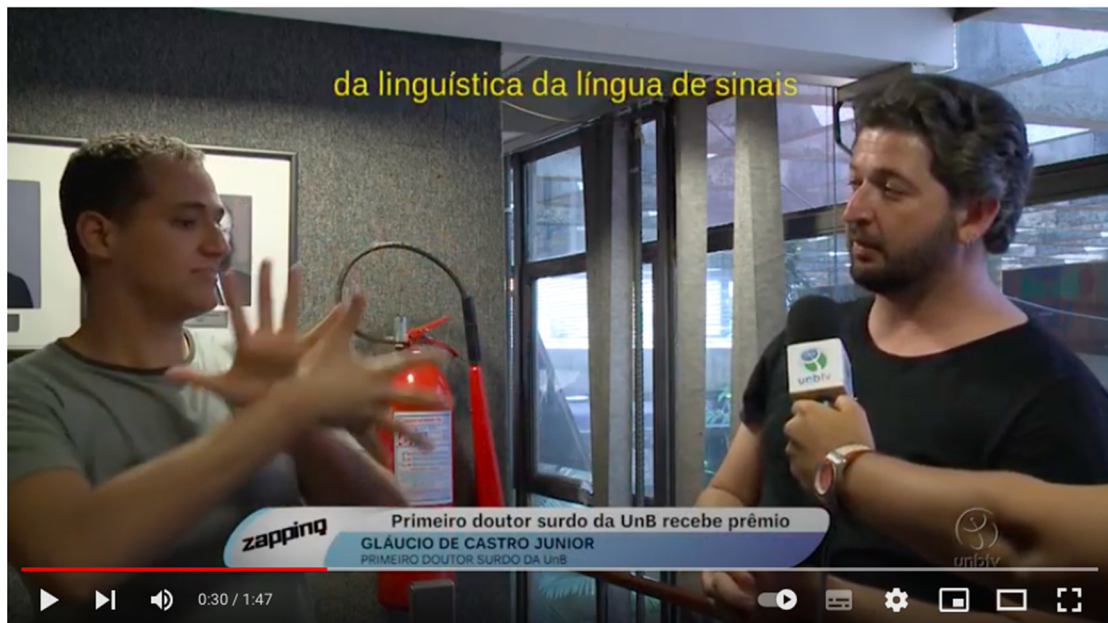 da linguística da língua de sinais
unbtv
zapping
Primeiro doutor surdo da UnB recebe prêmio
GLÁUCIO DE CASTRO JUNIOR
PRIMEIRO DOUTOR SURDO DA UnB
unbtv
0:30 / 1:47